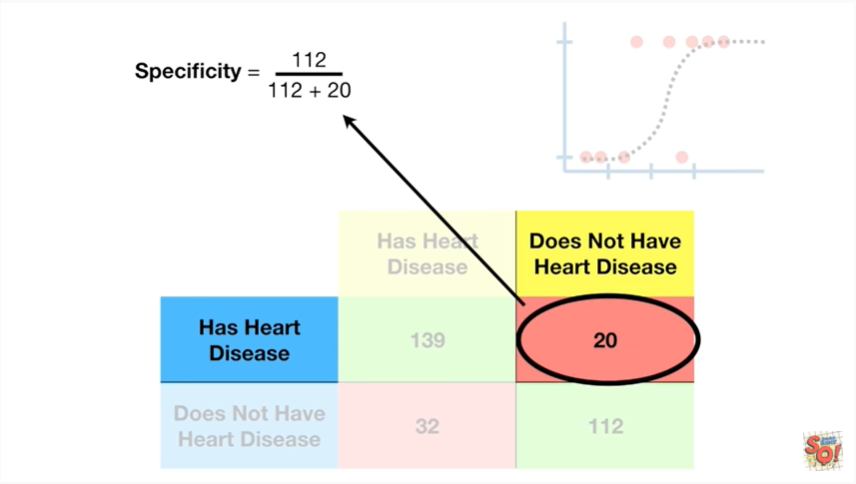 Specificity = 112
112 + 20
Has Heart
Disease
Does Not Have
Heart Disease
Has Heart
Disease
139
20
Does Not Have
Heart Disease
32
112
SQ!